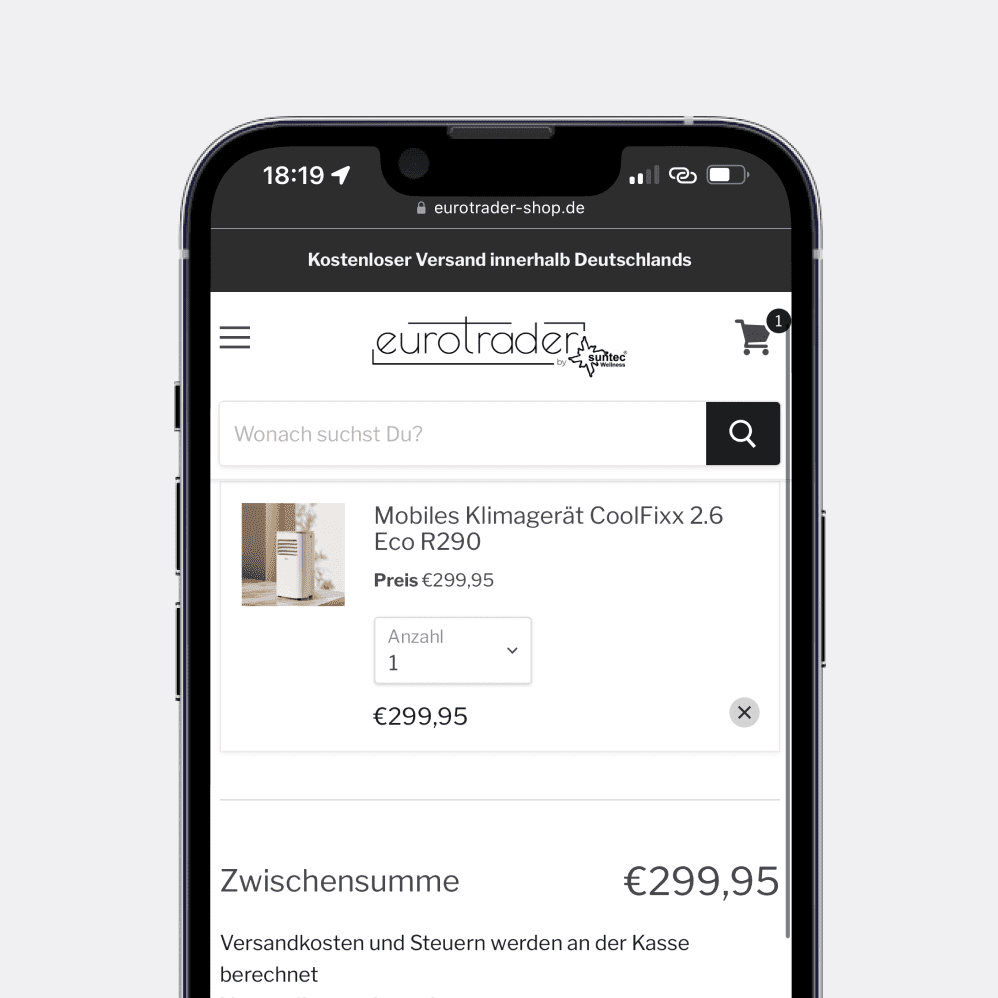 18:19
eurotrader-shop.de
Kostenloser Versand innerhalb Deutschlands
1
eurotrader
by suntec
Wellness
Wonach suchst Du?
Mobiles Klimagerät CoolFixx 2.6
Eco R290
Preis €299,95
Anzahl
1
€299,95
Zwischensumme €299,95
Versandkosten und Steuern werden an der Kasse
berechnet